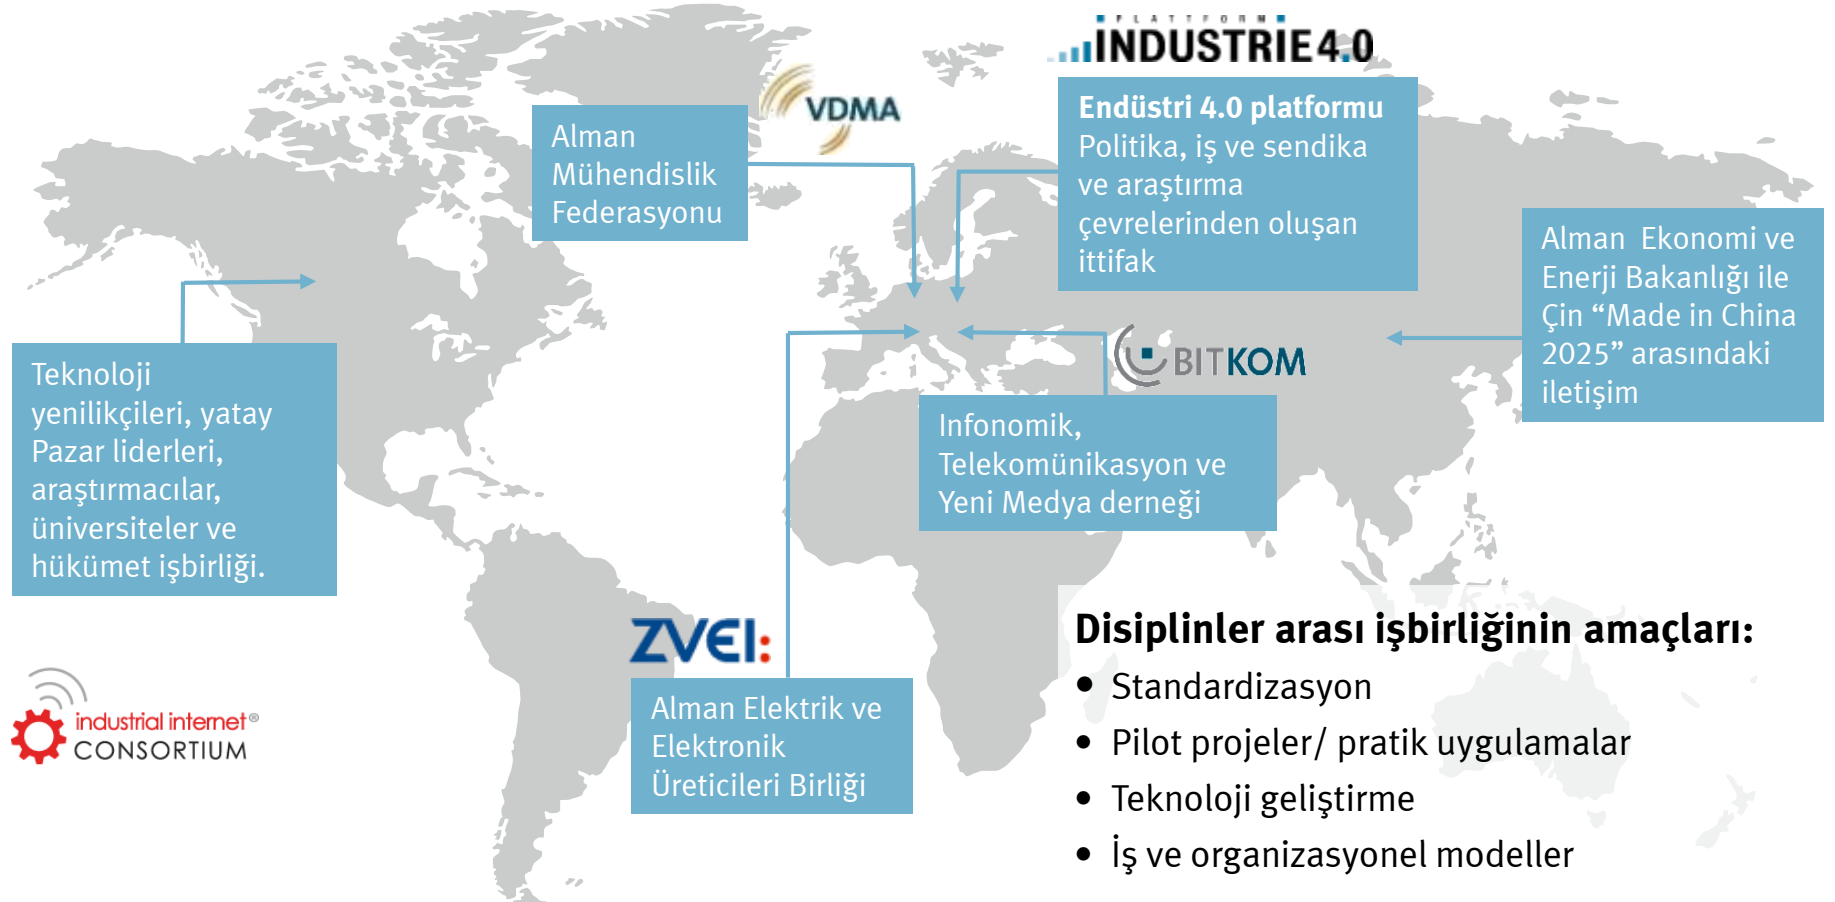 PLATTFORM
INDUSTRIE4.0
VDMA
Alman
Mühendislik
Federasyonu
Endüstri 4.0 platformu
Politika, iş ve sendika
ve araştırma
çevrelerinden oluşan
ittifak
Alman Ekonomi ve
Enerji Bakanlığı ile
Çin “Made in China
2025” arasındaki
iletişim
Teknoloji
yenilikçileri, yatay
Pazar liderleri,
araştırmacılar,
üniversiteler ve
hükümet işbirliği.
BITKOM
Infonomik,
Telekomünikasyon ve
Yeni Medya derneği
ZVEI:
Alman Elektrik ve
Elektronik
Üreticileri Birliği
industrial internet®
CONSORTIUM
Disiplinler arası işbirliğinin amaçları:
• Standardizasyon
• Pilot projeler/ pratik uygulamalar
• Teknoloji geliştirme
• İş ve organizasyonel modeller